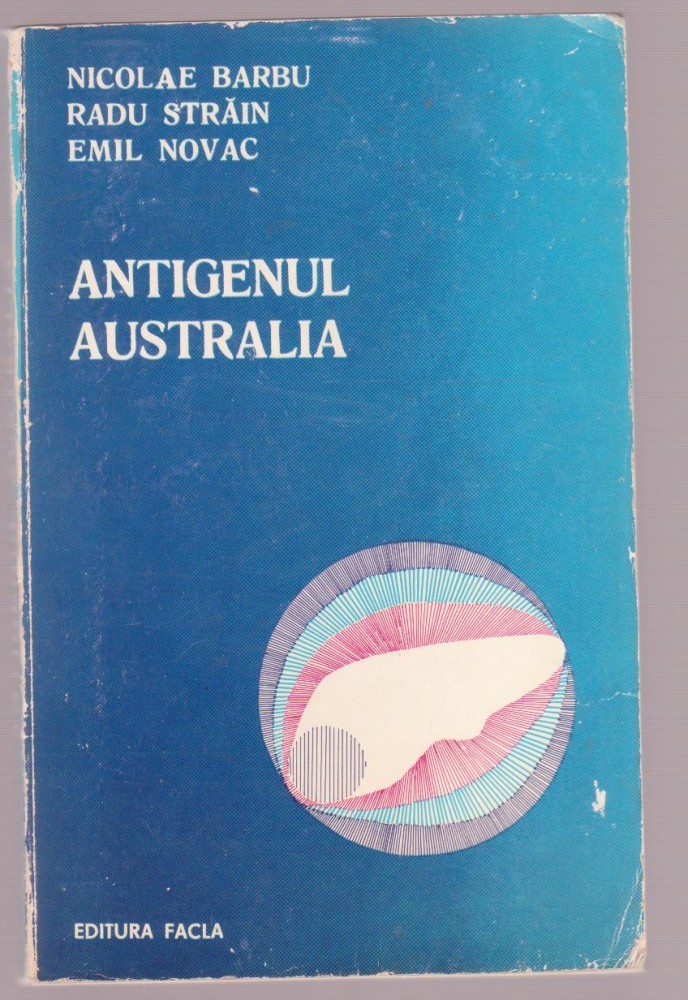 NICOLAE BARBU
RADU STRĂIN
EMIL NOVAC
ANTIGENUL
AUSTRALIA
EDITURA FACLA